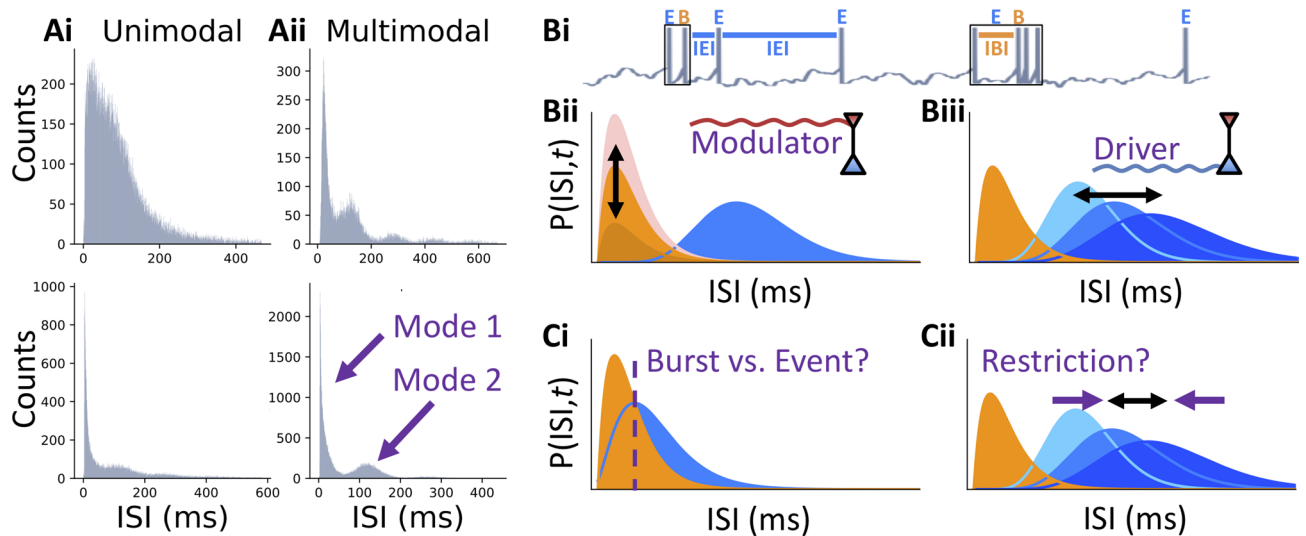 Ai Unimodal
Aii Multimodal
Counts
200
150
100
50
0
0 200 400
300
250
200
150
100
50
0
0 200 400 600
Counts
1000
800
600
400
200
0
0 200 400 600
ISI (ms)
2000
1500
1000
500
0
0 100 200 300 400
ISI (ms)
Mode 1
Mode 2
Bi
E B E E E B E
IEI IEI IBI
Bii
P(ISI,t)
Modulator
ISI (ms)
Biii
Driver
ISI (ms)
Ci
P(ISI,t)
Burst vs. Event?
ISI (ms)
Cii
Restriction?
ISI (ms)